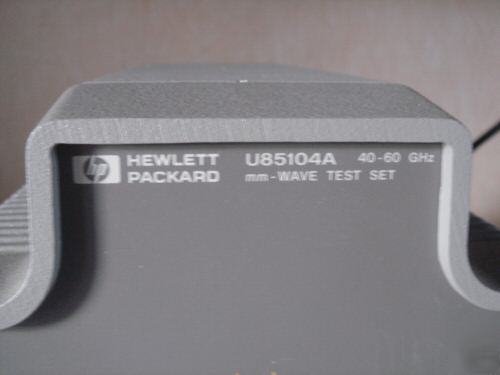 hp HEWLETT PACKARD U85104A 40-60 GHz
mm-WAVE TEST SET